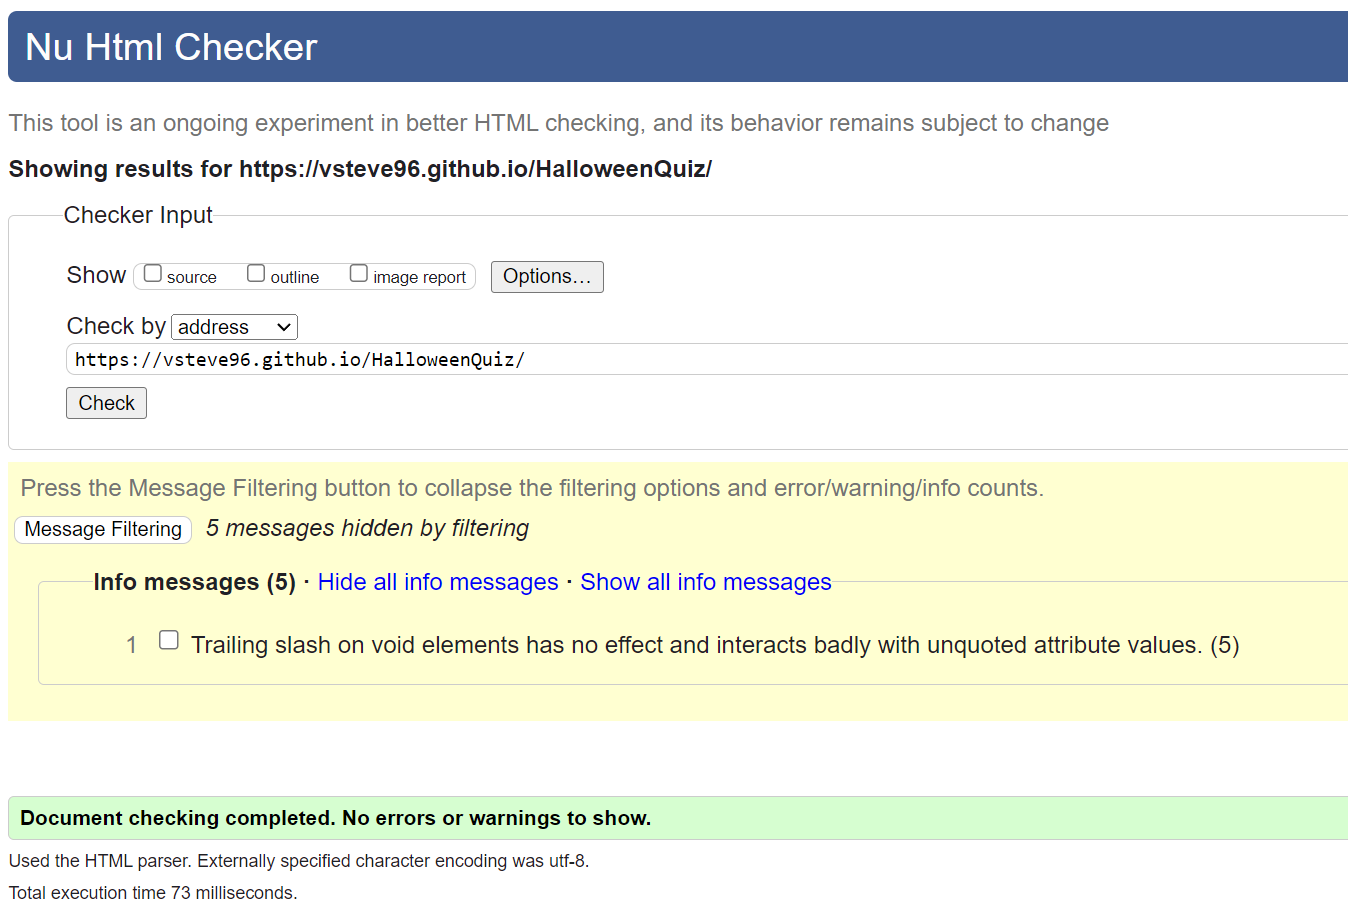 Nu Html Checker
This tool is an ongoing experiment in better HTML checking, and its behavior remains subject to change
Showing results for https://vsteve96.github.io/HalloweenQuiz/
Checker Input
Show source outline image report Options…
Check by address
https://vsteve96.github.io/HalloweenQuiz/
Check
Press the Message Filtering button to collapse the filtering options and error/warning/info counts.
Message Filtering 5 messages hidden by filtering
Info messages (5) · Hide all info messages · Show all info messages
1 Trailing slash on void elements has no effect and interacts badly with unquoted attribute values. (5)
Document checking completed. No errors or warnings to show.
Used the HTML parser. Externally specified character encoding was utf-8.
Total execution time 73 milliseconds.